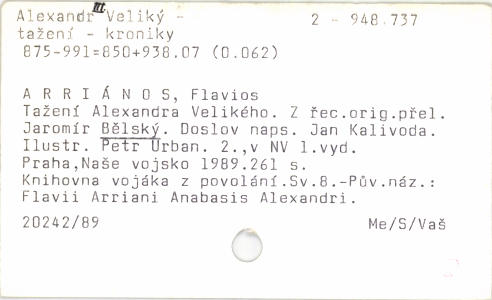 Alexandr III Veliký - 2 - 948.737
tažení - kroniky
875-991=850+938.07 (0.062)
A R R I Á N O S, Flavios
Tažení Alexandra Velikého. Z řec.orig.přel.
Jaromír Bělský. Doslov naps. Jan Kalivoda.
Ilustr. Petr Urban. 2.,v NV 1.vyd.
Praha,Naše vojsko 1989.261 s.
Knihovna vojáka z povolání.Sv.8.-Pův.náz.:
Flavii Arriani Anabasis Alexandri.
20242/89 Me/S/Vaš